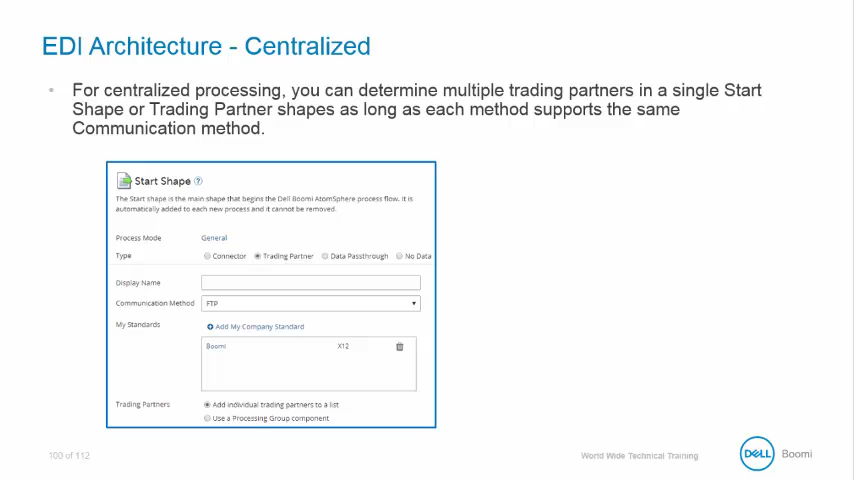 EDI Architecture - Centralized
• For centralized processing, you can determine multiple trading partners in a single Start
Shape or Trading Partner shapes as long as each method supports the same
Communication method.
Start Shape ?
The Start shape is the main shape that begins the Dell Boomi AtomSphere process flow. It is
automatically added to each new process and it cannot be removed.
Process Mode General
Type Connector Trading Partner Data Passthrough No Data
Display Name
Communication Method FTP
My Standards Add My Company Standard
Boomi X12
Trading Partners Add individual trading partners to a list
Use a Processing Group component
100 of 112 World Wide Technical Training DELL Boomi